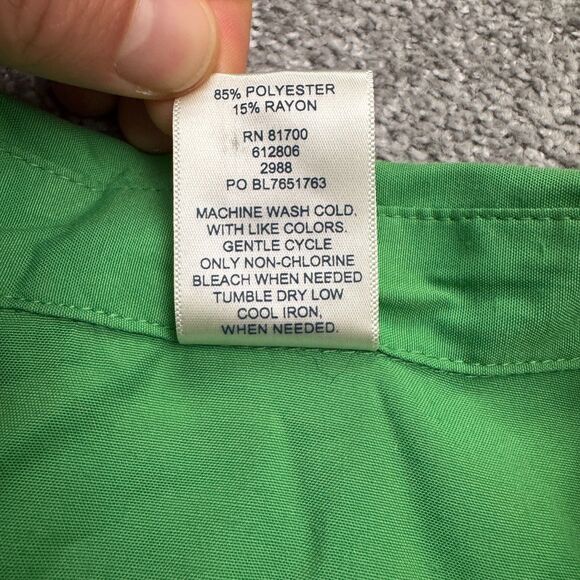 85% POLYESTER
15% RAYON
RN 81700
612806
2988
PO BL7651763
MACHINE WASH COLD.
WITH LIKE COLORS.
GENTLE CYCLE
ONLY NON-CHLORINE
BLEACH WHEN NEEDED
TUMBLE DRY LOW
COOL IRON,
WHEN NEEDED.